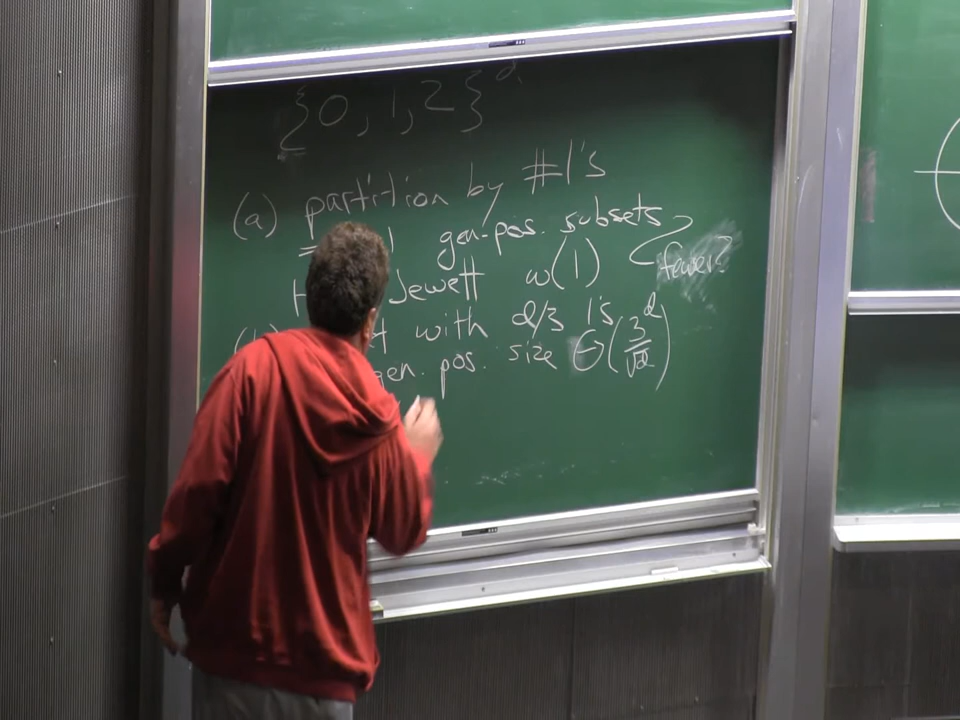 {0, 1, 2}^d
(a) partition by #1's
gen-pos. subsets
Jewett ω(1) fewer?
with d/3 1's
gen. pos. size Θ(3^d/√d)